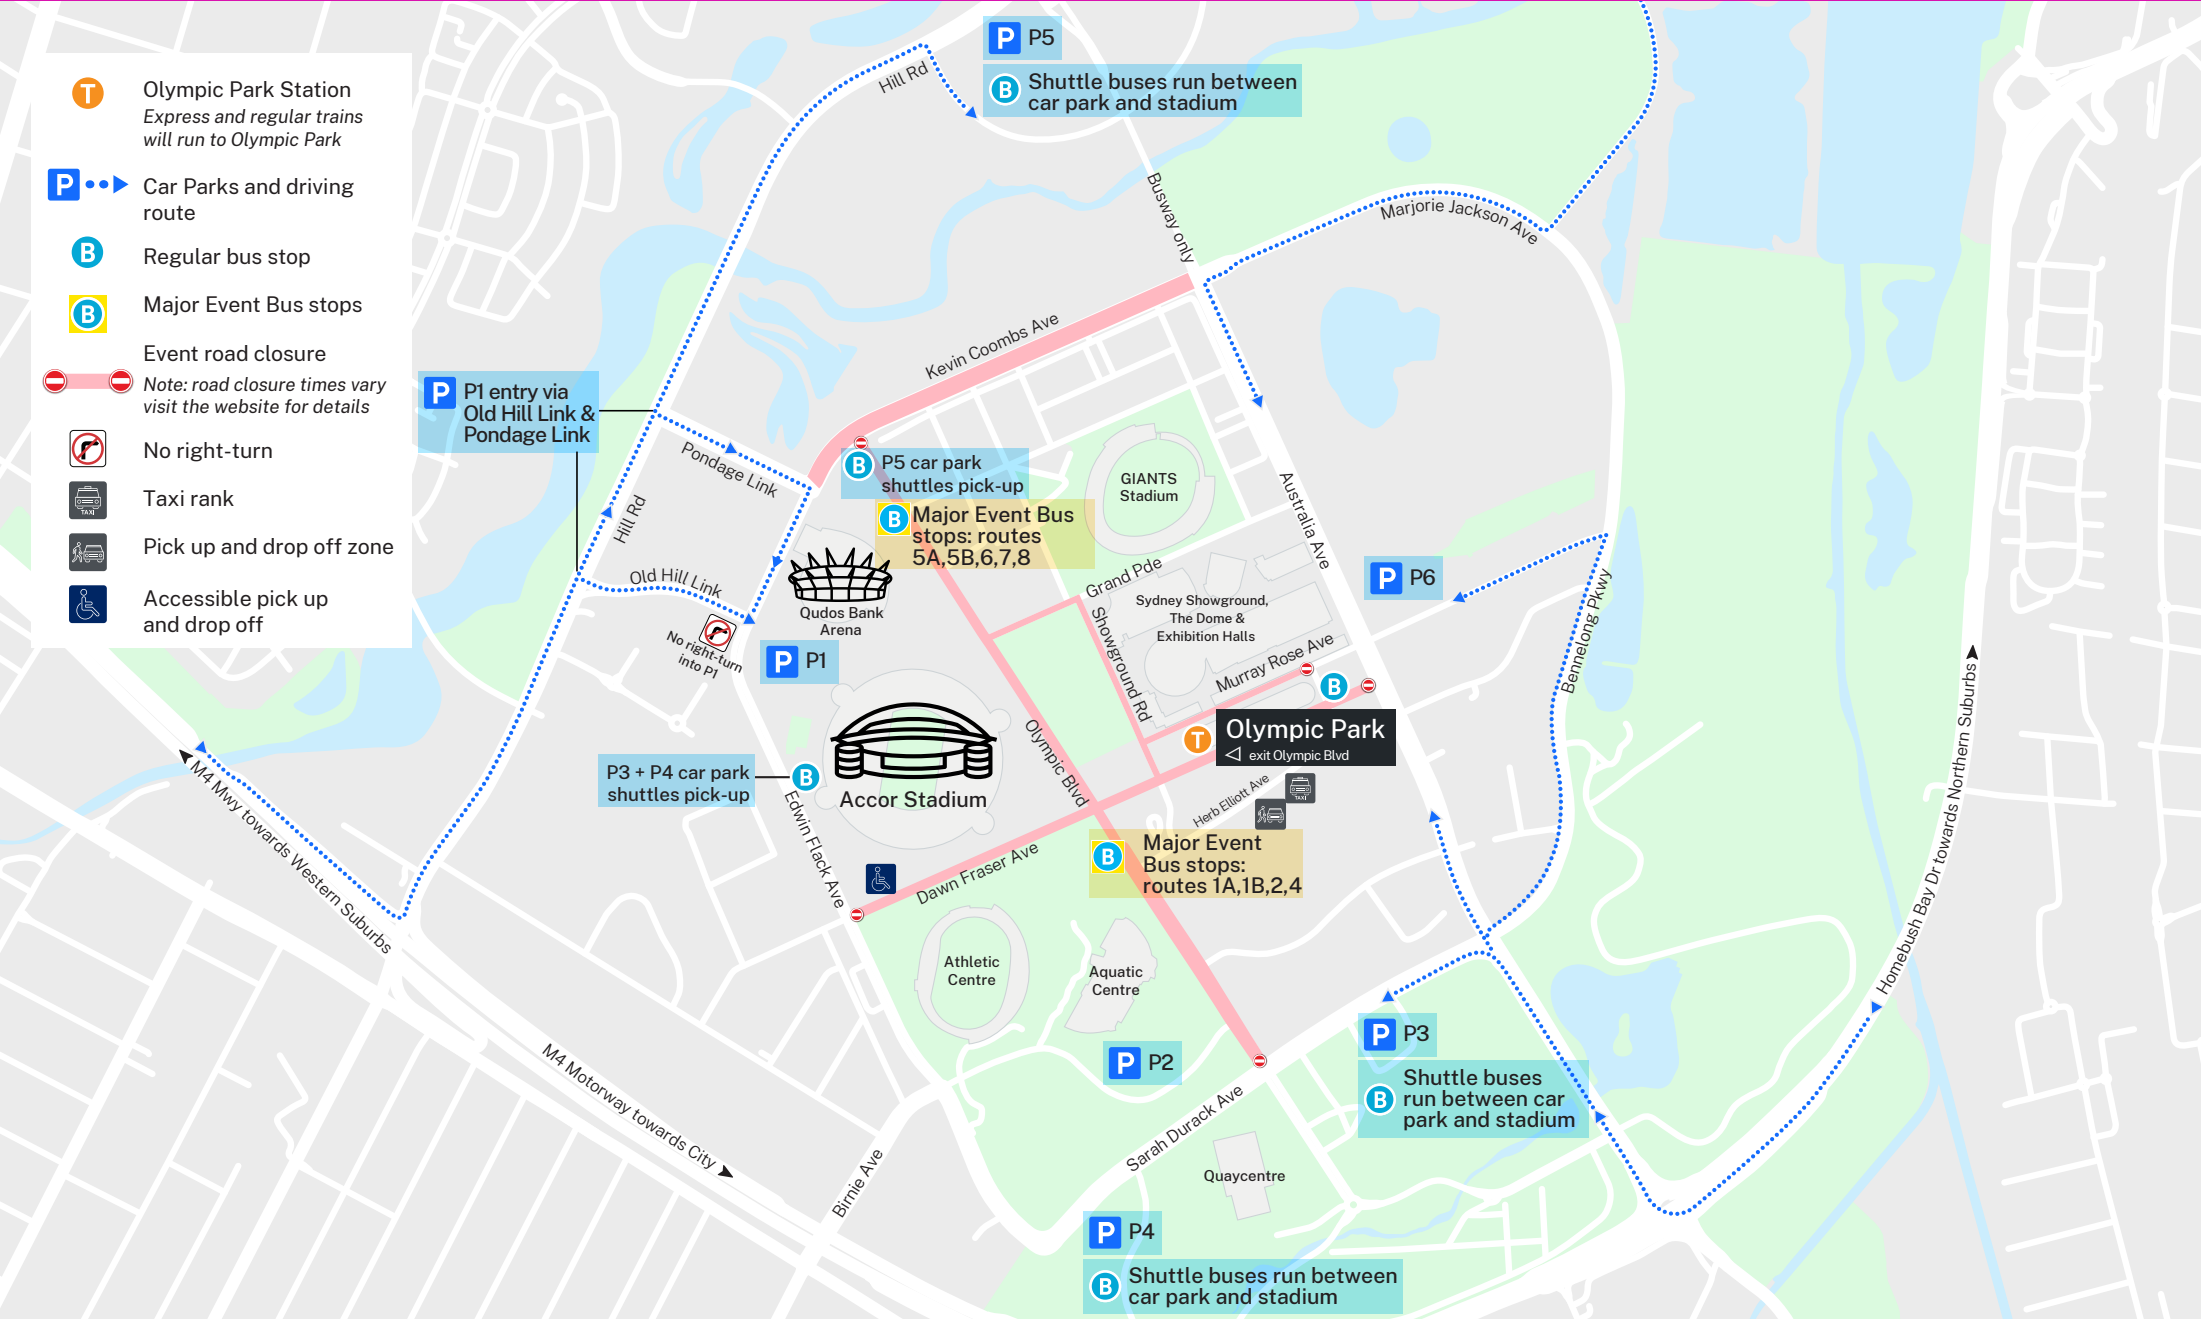 T
Olympic Park Station
Express and regular trains
will run to Olympic Park
P
Car Parks and driving
route
B
Regular bus stop
B
Major Event Bus stops
Event road closure
Note: road closure times vary
visit the website for details
No right-turn
TAXI
Taxi rank
Pick up and drop off zone
Accessible pick up
and drop off
P
P5
B
Shuttle buses run between
car park and stadium
Hill Rd
Busway only
Marjorie Jackson Ave
Kevin Coombs Ave
P
P1 entry via
Old Hill Link &
Pondage Link
Pondage Link
Hill Rd
Old Hill Link
No right-turn
into P1
B
P5 car park
shuttles pick-up
B
Major Event Bus
stops: routes
5A,5B,6,7,8
GIANTS
Stadium
Australia Ave
Qudos Bank
Arena
Grand Pde
Showground Rd
Sydney Showground,
The Dome &
Exhibition Halls
Murray Rose Ave
P
P6
Bennelong Pkwy
P
P1
B
T
Olympic Park
exit Olympic Blvd
Olympic Blvd
Accor Stadium
P3 + P4 car park
shuttles pick-up
B
Edwin Flack Ave
Herb Elliott Ave
TAXI
B
Major Event
Bus stops:
routes 1A,1B,2,4
Dawn Fraser Ave
M4 Mwy towards Western Suburbs
Homebush Bay Dr towards Northern Suburbs
Athletic
Centre
Aquatic
Centre
P
P2
P
P3
B
Shuttle buses
run between car
park and stadium
M4 Motorway towards City
Birnie Ave
Sarah Durack Ave
Quaycentre
P
P4
B
Shuttle buses run between
car park and stadium